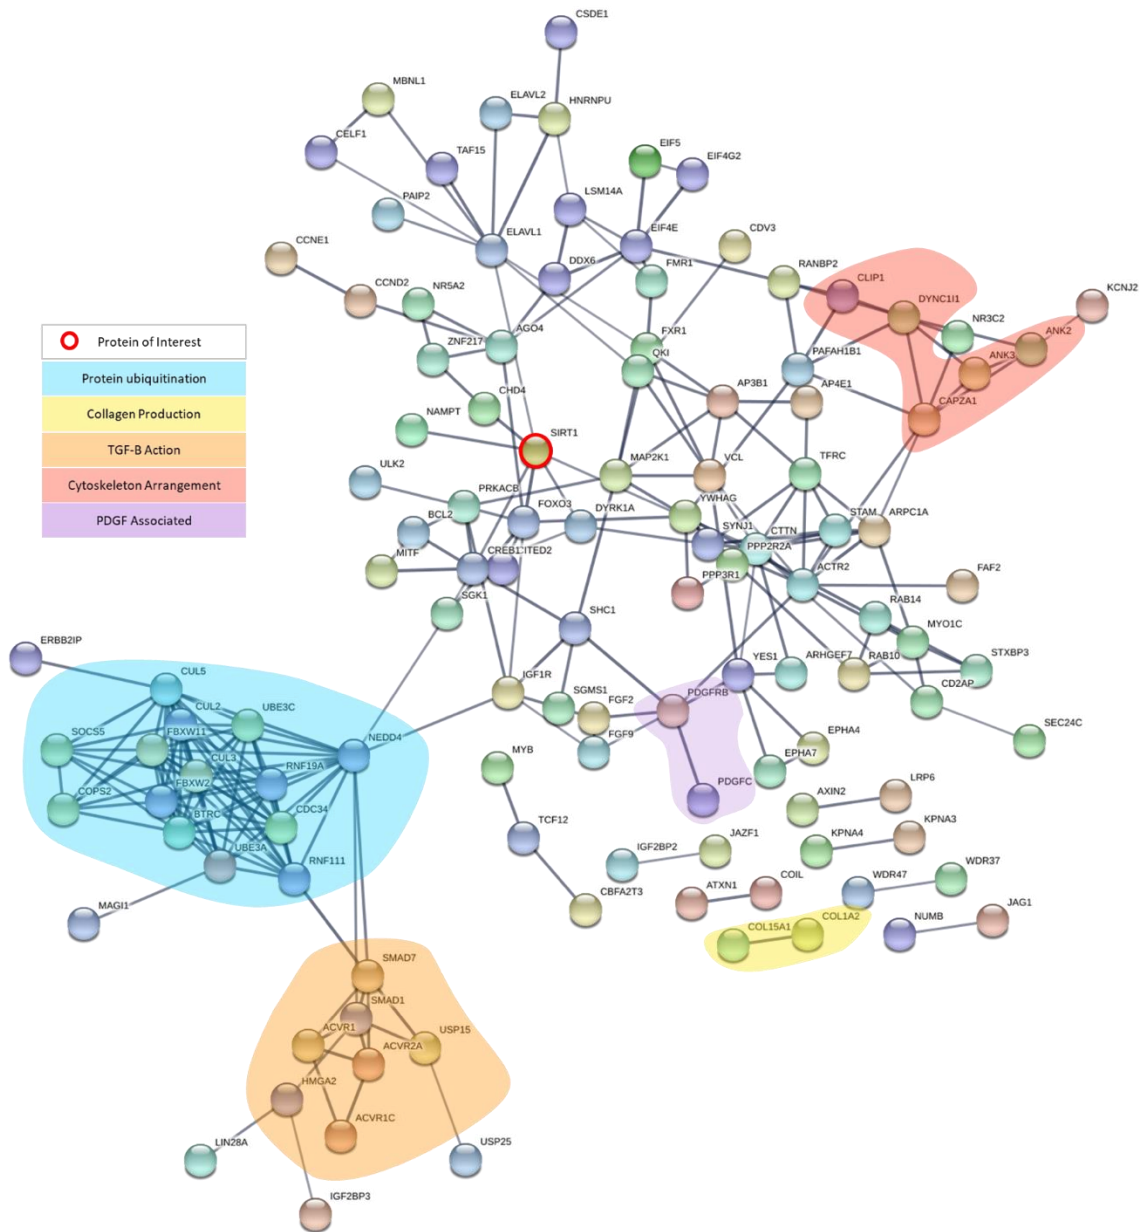 CSDE1
MBNL1
ELAVL2
HNRNPU
CELF1
TAF15
EIF5
EIF4G2
PAIP2
LSM14A
ELAVL1
EIF4E
CDV3
CCNE1
DDX6
FMR1
RANBP2
CLIP1
DYNC1I1
KCNJ2
CCND2
NR5A2
NR3C2
ANK2
AGO4
FXR1
QKI
PAFAH1B1
ANK3
ZNF217
Protein of Interest
Protein ubiquitination
Collagen Production
TGF-B Action
Cytoskeleton Arrangement
PDGF Associated
CHD4
AP3B1
AP4E1
CAPZA1
NAMPT
SIRT1
MAP2K1
VCL
TFRC
ULK2
PRKACB
FOXO3
DYRK1A
YWHAG
SYNJ1
CTTN
STAM
ARPC1A
BCL2
MITF
CREB1
CITED2
PPP2R2A
PPP3R1
ACTR2
FAF2
SGK1
SHC1
RAB14
MYO1C
ERBB2IP
IGF1R
YES1
ARHGEF7
RAB10
STXBP3
CUL5
SGMS1
FGF2
PDGFRB
CD2AP
CUL2
UBE3C
SOCS5
FBXW11
NEDD4
FGF9
EPHA4
EPHA7
SEC24C
CUL3
RNF19A
MYB
PDGFC
COPS2
FBXW2
CDC34
AXIN2
LRP6
BTRC
TCF12
IGF2BP2
JAZF1
KPNA4
KPNA3
UBE3A
RNF111
CBFA2T3
ATXN1
COIL
WDR47
WDR37
MAGI1
COL15A1
COL1A2
NUMB
JAG1
SMAD7
SMAD1
ACVR1
ACVR2A
USP15
HMGA2
ACVR1C
LIN28A
USP25
IGF2BP3